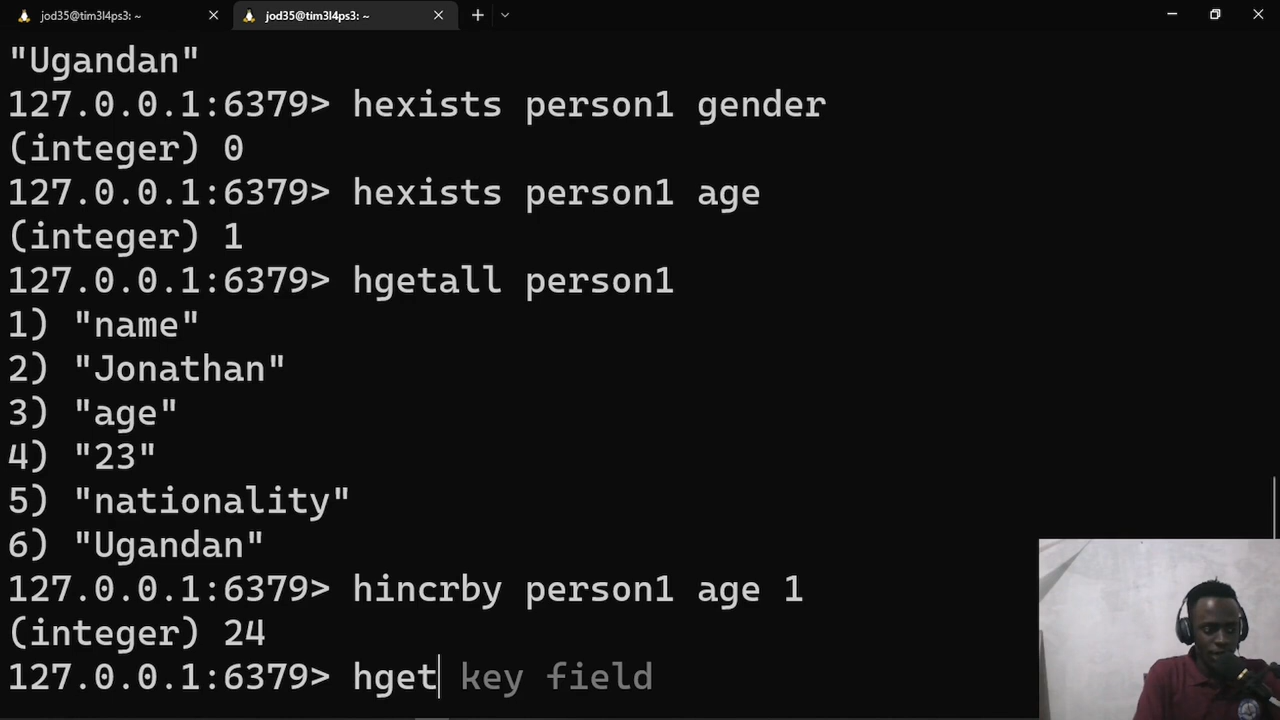 jod35@tim3l4ps3: ~
jod35@tim3l4ps3: ~
"Ugandan"
127.0.0.1:6379> hexists person1 gender
(integer) 0
127.0.0.1:6379> hexists person1 age
(integer) 1
127.0.0.1:6379> hgetall person1
1) "name"
2) "Jonathan"
3) "age"
4) "23"
5) "nationality"
6) "Ugandan"
127.0.0.1:6379> hincrby person1 age 1
(integer) 24
127.0.0.1:6379> hget key field